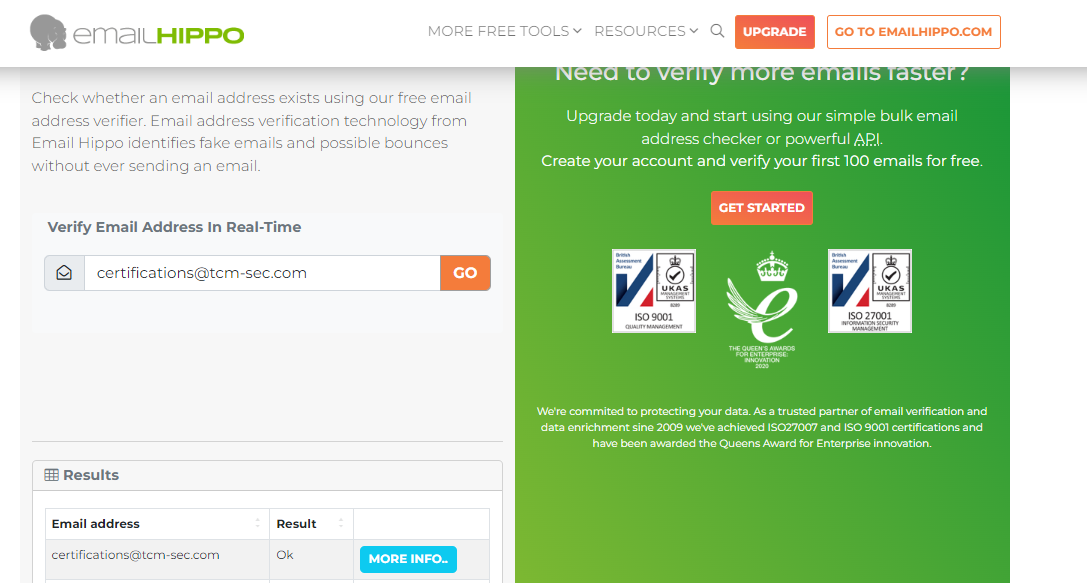 emailHIPPO
MORE FREE TOOLS
RESOURCES
UPGRADE
GO TO EMAILHIPPO.COM
Check whether an email address exists using our free email
address verifier. Email address verification technology from
Email Hippo identifies fake emails and possible bounces
without ever sending an email.
Verify Email Address In Real-Time
certifications@tcm-sec.com
GO
Results
Email address
Result
certifications@tcm-sec.com
Ok
MORE INFO..
Need to verify more emails faster?
Upgrade today and start using our simple bulk email
address checker or powerful API.
Create your account and verify your first 100 emails for free.
GET STARTED
British
Assessment
Bureau
UKAS
MANAGEMENT
SYSTEMS
8289
ISO 9001
QUALITY MANAGEMENT
THE QUEEN'S AWARDS
FOR ENTERPRISE:
INNOVATION
2020
British
Assessment
Bureau
UKAS
MANAGEMENT
SYSTEMS
8289
ISO 27001
INFORMATION SECURITY
MANAGEMENT
We're commited to protecting your data. As a trusted partner of email verification and
data enrichment sine 2009 we've achieved ISO27007 and ISO 9001 certifications and
have been awarded the Queens Award for Enterprise innovation.